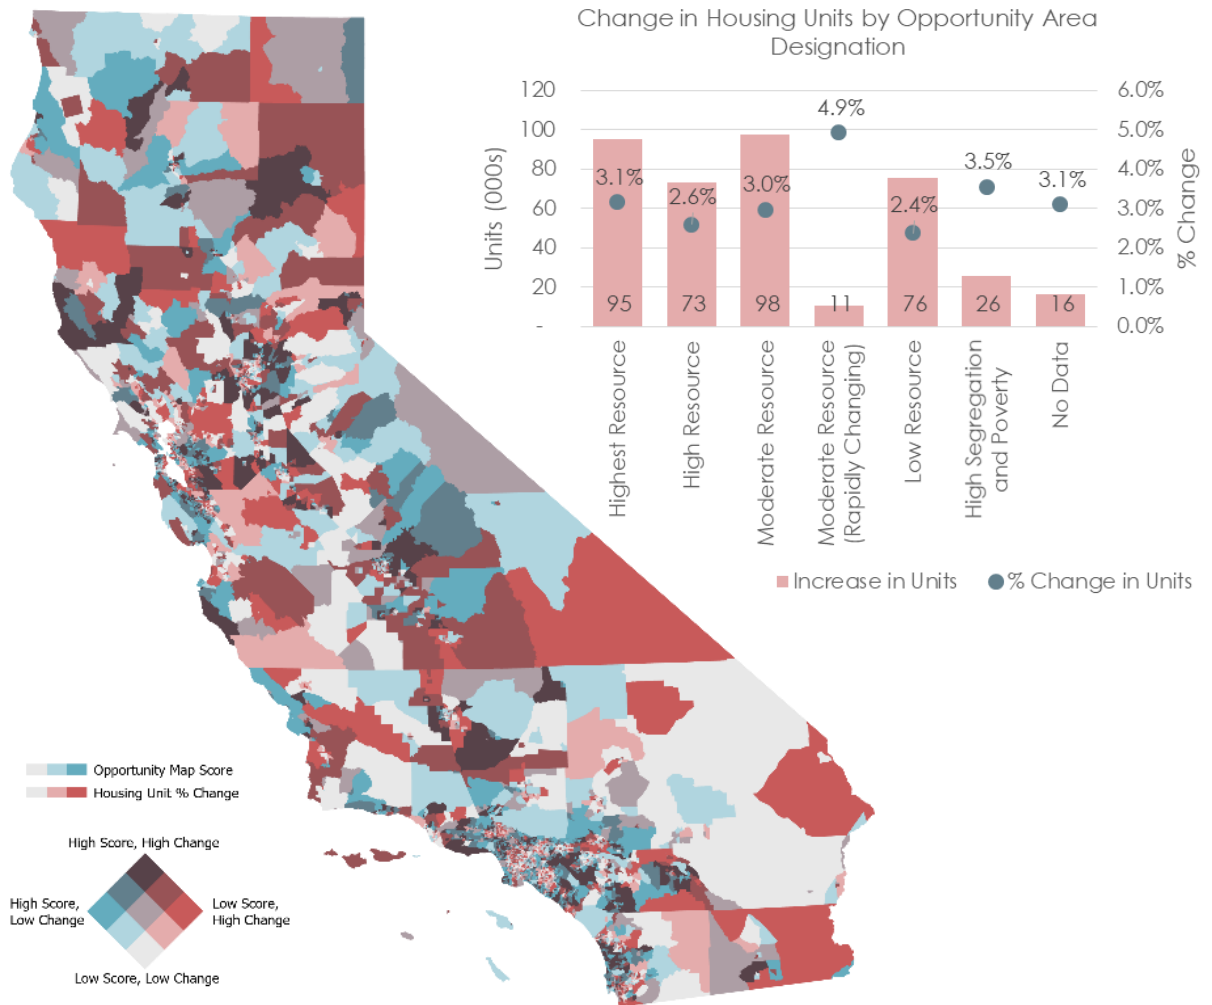 Change in Housing Units by Opportunity Area
Designation
Units (000s)
120
100
80
60
40
20
-
6.0%
5.0%
4.0%
3.0%
2.0%
1.0%
0.0%
% Change
3.1%
2.6%
3.0%
4.9%
2.4%
3.5%
3.1%
95
73
98
11
76
26
16
Highest Resource
High Resource
Moderate Resource
Moderate Resource
(Rapidly Changing)
Low Resource
High Segregation
and Poverty
No Data
Increase in Units
% Change in Units
Opportunity Map Score
Housing Unit % Change
High Score, High Change
High Score,
Low Change
Low Score,
High Change
Low Score, Low Change